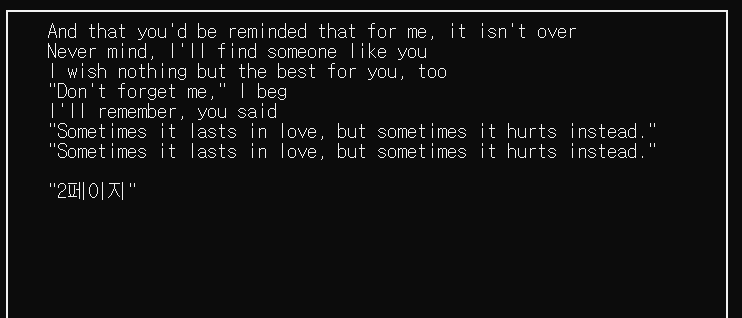 And that you'd be reminded that for me, it isn't over
Never mind, I'll find someone like you
I wish nothing but the best for you, too
"Don't forget me," I beg
I'll remember, you said
"Sometimes it lasts in love, but sometimes it hurts instead."
"Sometimes it lasts in love, but sometimes it hurts instead."
"2페이지"